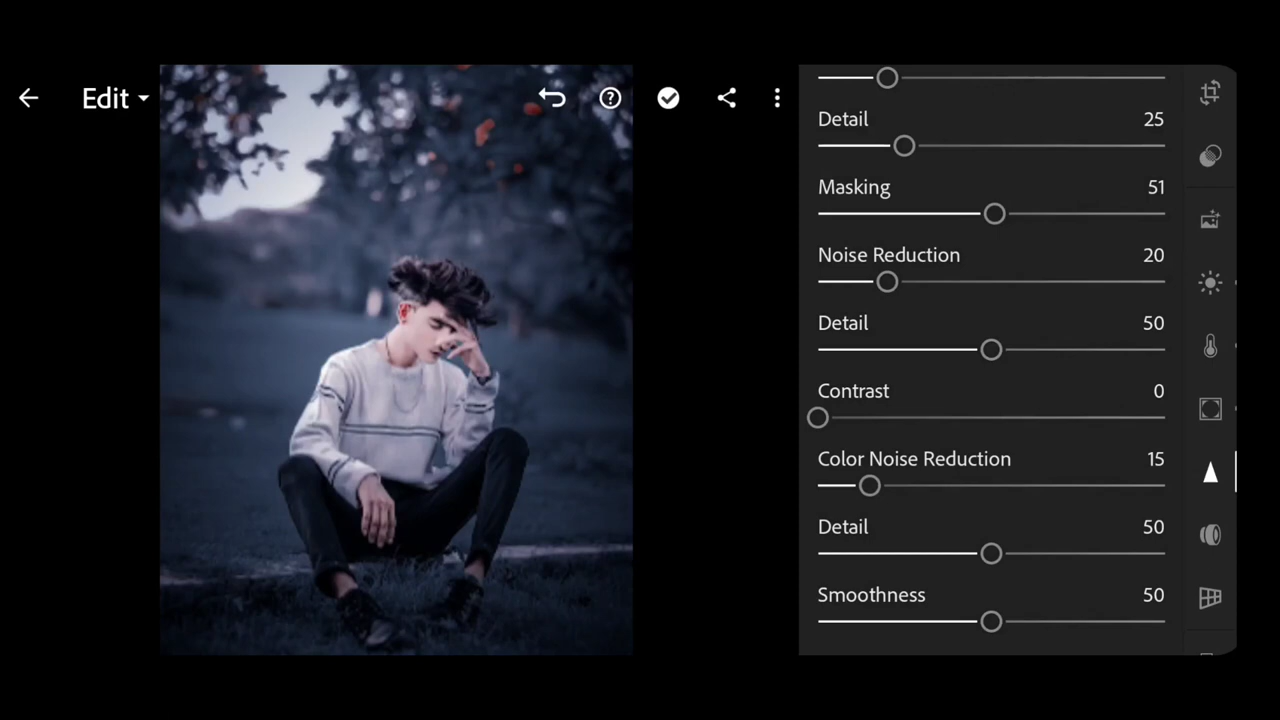 Edit
Detail 25
Masking 51
Noise Reduction 20
Detail 50
Contrast 0
Color Noise Reduction 15
Detail 50
Smoothness 50